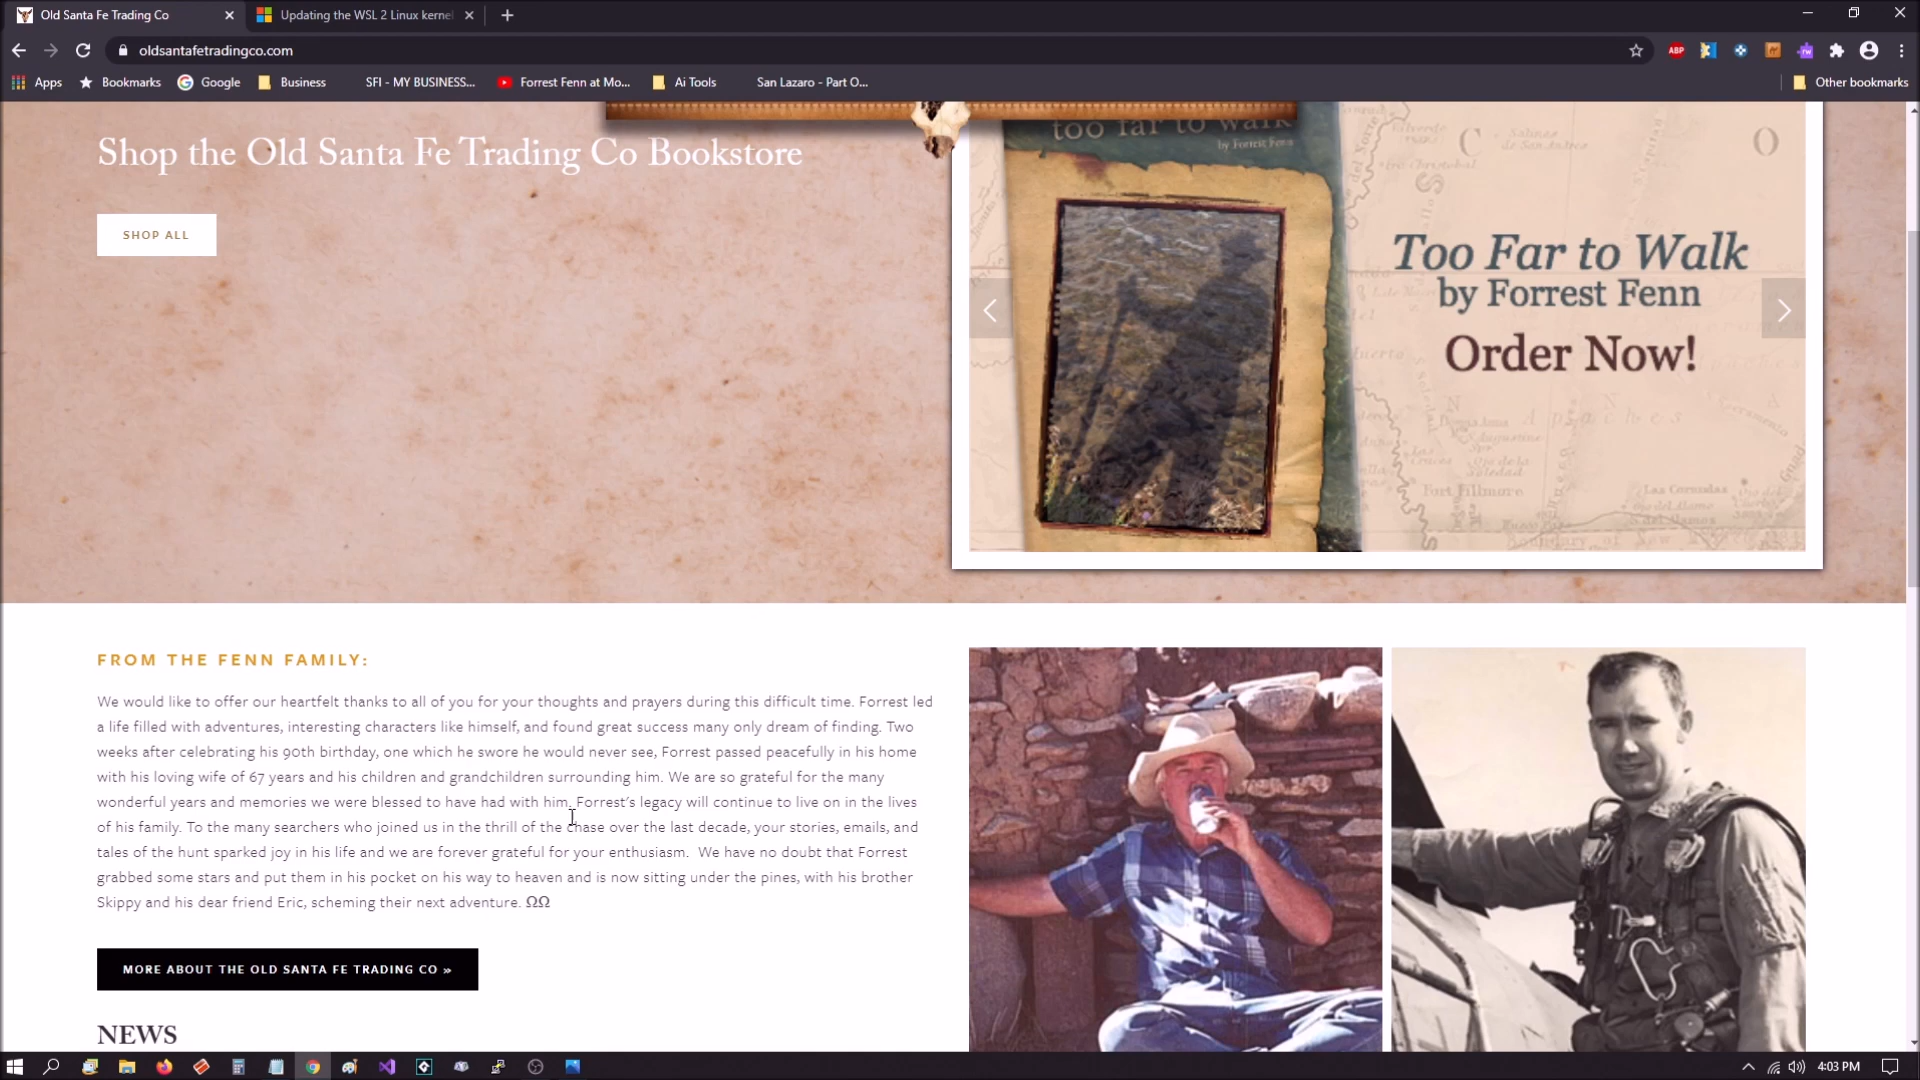 Old Santa Fe Trading Co
Updating the WSL 2 Linux kernel
oldsantafetradingco.com
ABP
Apps
Bookmarks
Google
Business
SFI - MY BUSINESS...
Forrest Fenn at Mo...
Ai Tools
San Lazaro - Part O...
Other bookmarks
Shop the Old Santa Fe Trading Co Bookstore
SHOP ALL
too far to walk
by Forrest Fenn
C
O
Too Far to Walk
by Forrest Fenn
Order Now!
Apaches
Fort Fillmore
FROM THE FENN FAMILY:
We would like to offer our heartfelt thanks to all of you for your thoughts and prayers during this difficult time. Forrest led
a life filled with adventures, interesting characters like himself, and found great success many only dream of finding. Two
weeks after celebrating his 90th birthday, one which he swore he would never see, Forrest passed peacefully in his home
with his loving wife of 67 years and his children and grandchildren surrounding him. We are so grateful for the many
wonderful years and memories we were blessed to have had with him. Forrest's legacy will continue to live on in the lives
of his family. To the many searchers who joined us in the thrill of the chase over the last decade, your stories, emails, and
tales of the hunt sparked joy in his life and we are forever grateful for your enthusiasm. We have no doubt that Forrest
grabbed some stars and put them in his pocket on his way to heaven and is now sitting under the pines, with his brother
Skippy and his dear friend Eric, scheming their next adventure. ΩΩ
MORE ABOUT THE OLD SANTA FE TRADING CO »
NEWS
4:03 PM